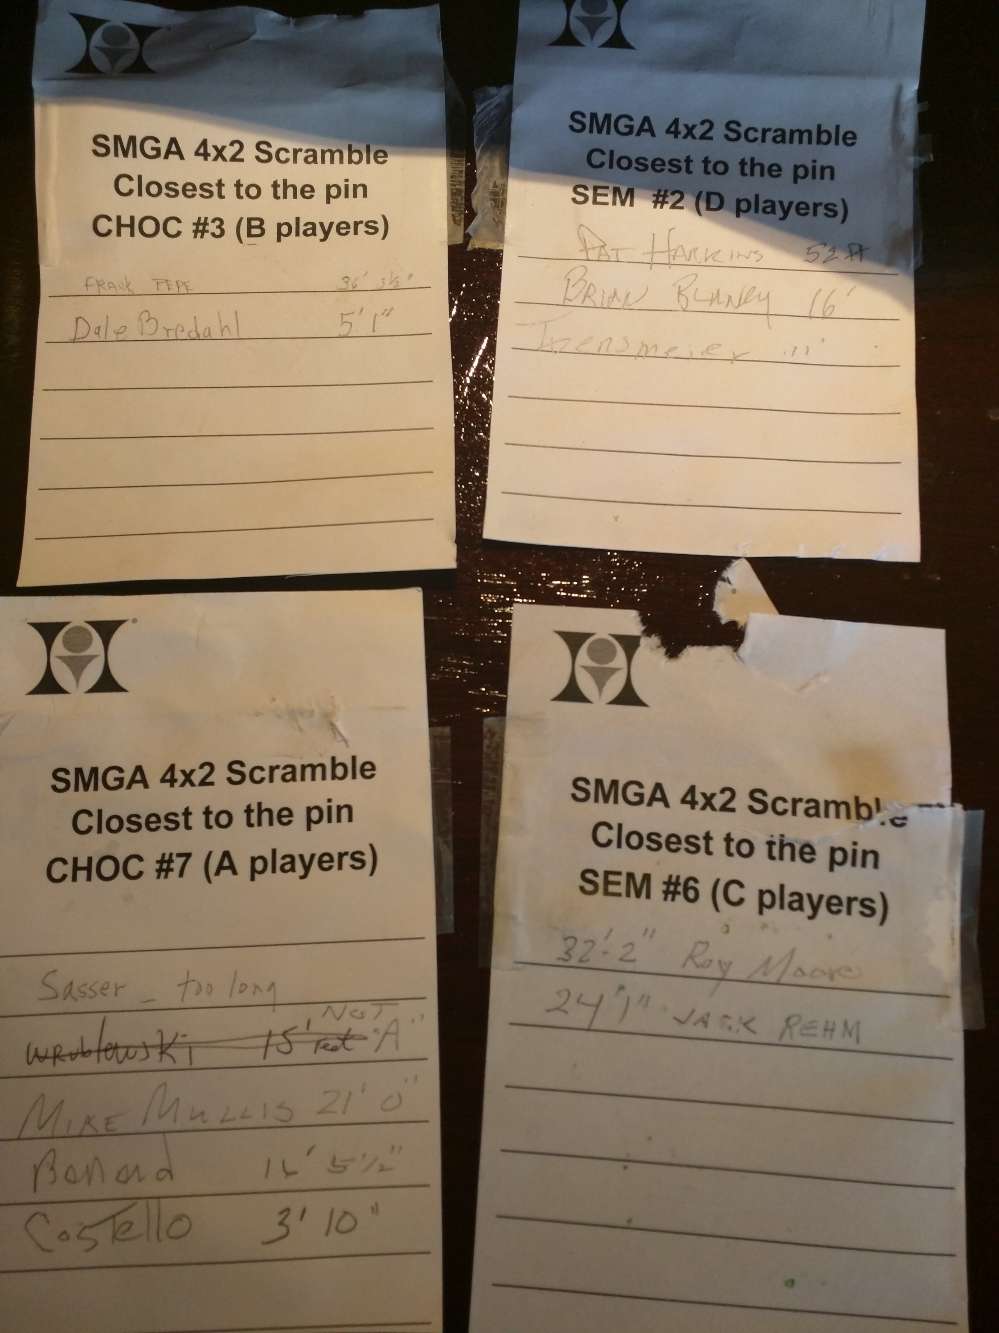 SMGA 4x2 Scramble
Closest to the pin
CHOC #3 (B players)
FRANK PEPE 36' 3½"
Dale Bredahl 5' 1"
SMGA 4x2 Scramble
Closest to the pin
SEM #2 (D players)
PAT HARKINS 52 ft
BRIAN BLANEY 16'
SMGA 4x2 Scramble
Closest to the pin
CHOC #7 (A players)
Sasser - too long
Wrublewski 15' feet NOT "A"
MIKE MULLIS 21' 0"
5½"
Costello 3' 10"
SMGA 4x2 Scramble
Closest to the pin
SEM #6 (C players)
32'-2" Roy Moore
24' 1" JACK REHM